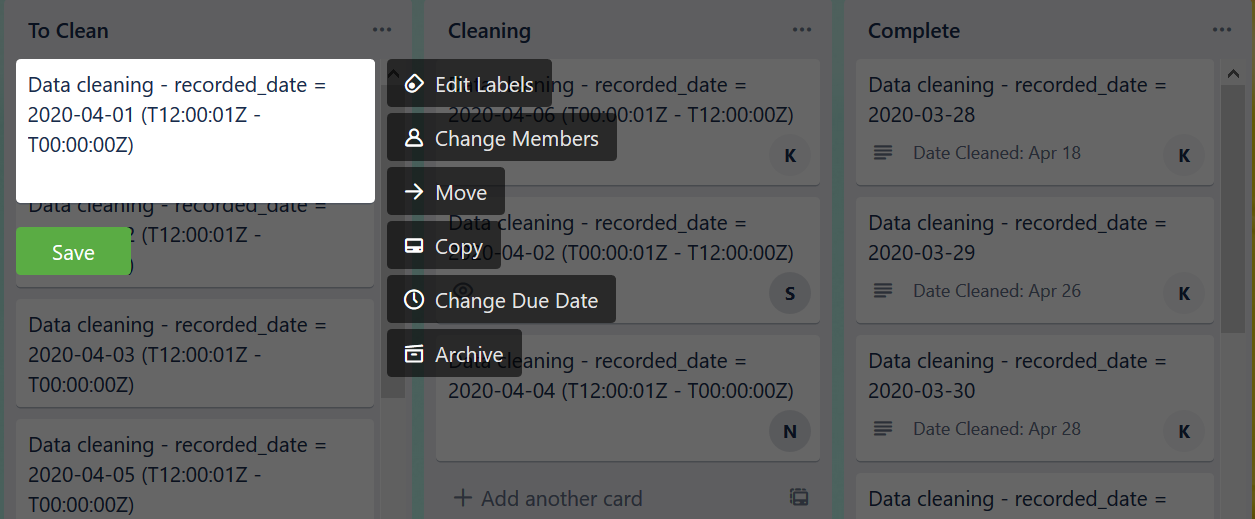 To Clean
Data cleaning - recorded_date =
2020-04-01 (T12:00:01Z -
T00:00:00Z)
Data cleaning - recorded_date =
2 (T12:00:01Z -
)
Save
Data cleaning - recorded_date =
2020-04-03 (T12:00:01Z -
T00:00:00Z)
Data cleaning - recorded_date =
2020-04-05 (T12:00:01Z -
T00:00:00Z)
Edit Labels
Change Members
Move
Copy
Change Due Date
Archive
Cleaning
Data cleaning - recorded_date =
2020-04-06 (T00:00:01Z - T12:00:00Z)
K
Data cleaning - recorded_date =
2020-04-02 (T00:00:01Z - T12:00:00Z)
S
Data cleaning - recorded_date =
2020-04-04 (T12:00:01Z - T00:00:00Z)
N
Add another card
Complete
Data cleaning - recorded_date =
2020-03-28
Date Cleaned: Apr 18
K
Data cleaning - recorded_date =
2020-03-29
Date Cleaned: Apr 26
K
Data cleaning - recorded_date =
2020-03-30
Date Cleaned: Apr 28
K
Data cleaning - recorded_date =